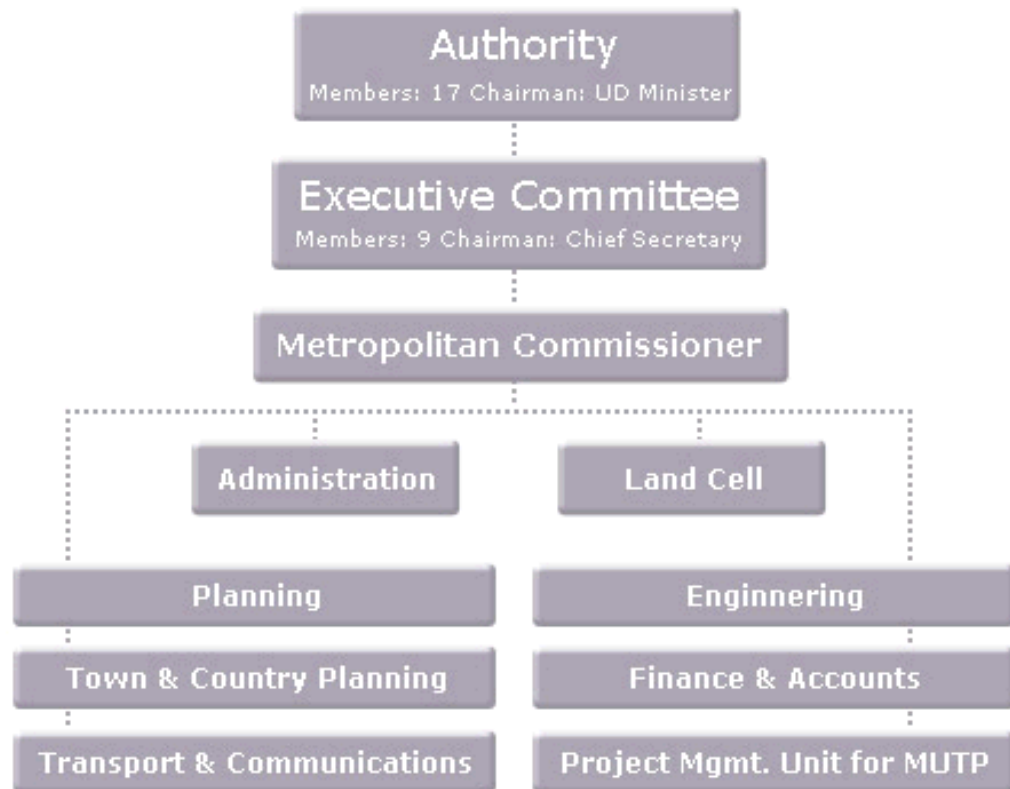 Authority
Members: 17 Chairman: UD Minister
Executive Committee
Members: 9 Chairman: Chief Secretary
Metropolitan Commissioner
Administration
Land Cell
Planning
Enginnering
Town & Country Planning
Finance & Accounts
Transport & Communications
Project Mgmt. Unit for MUTP